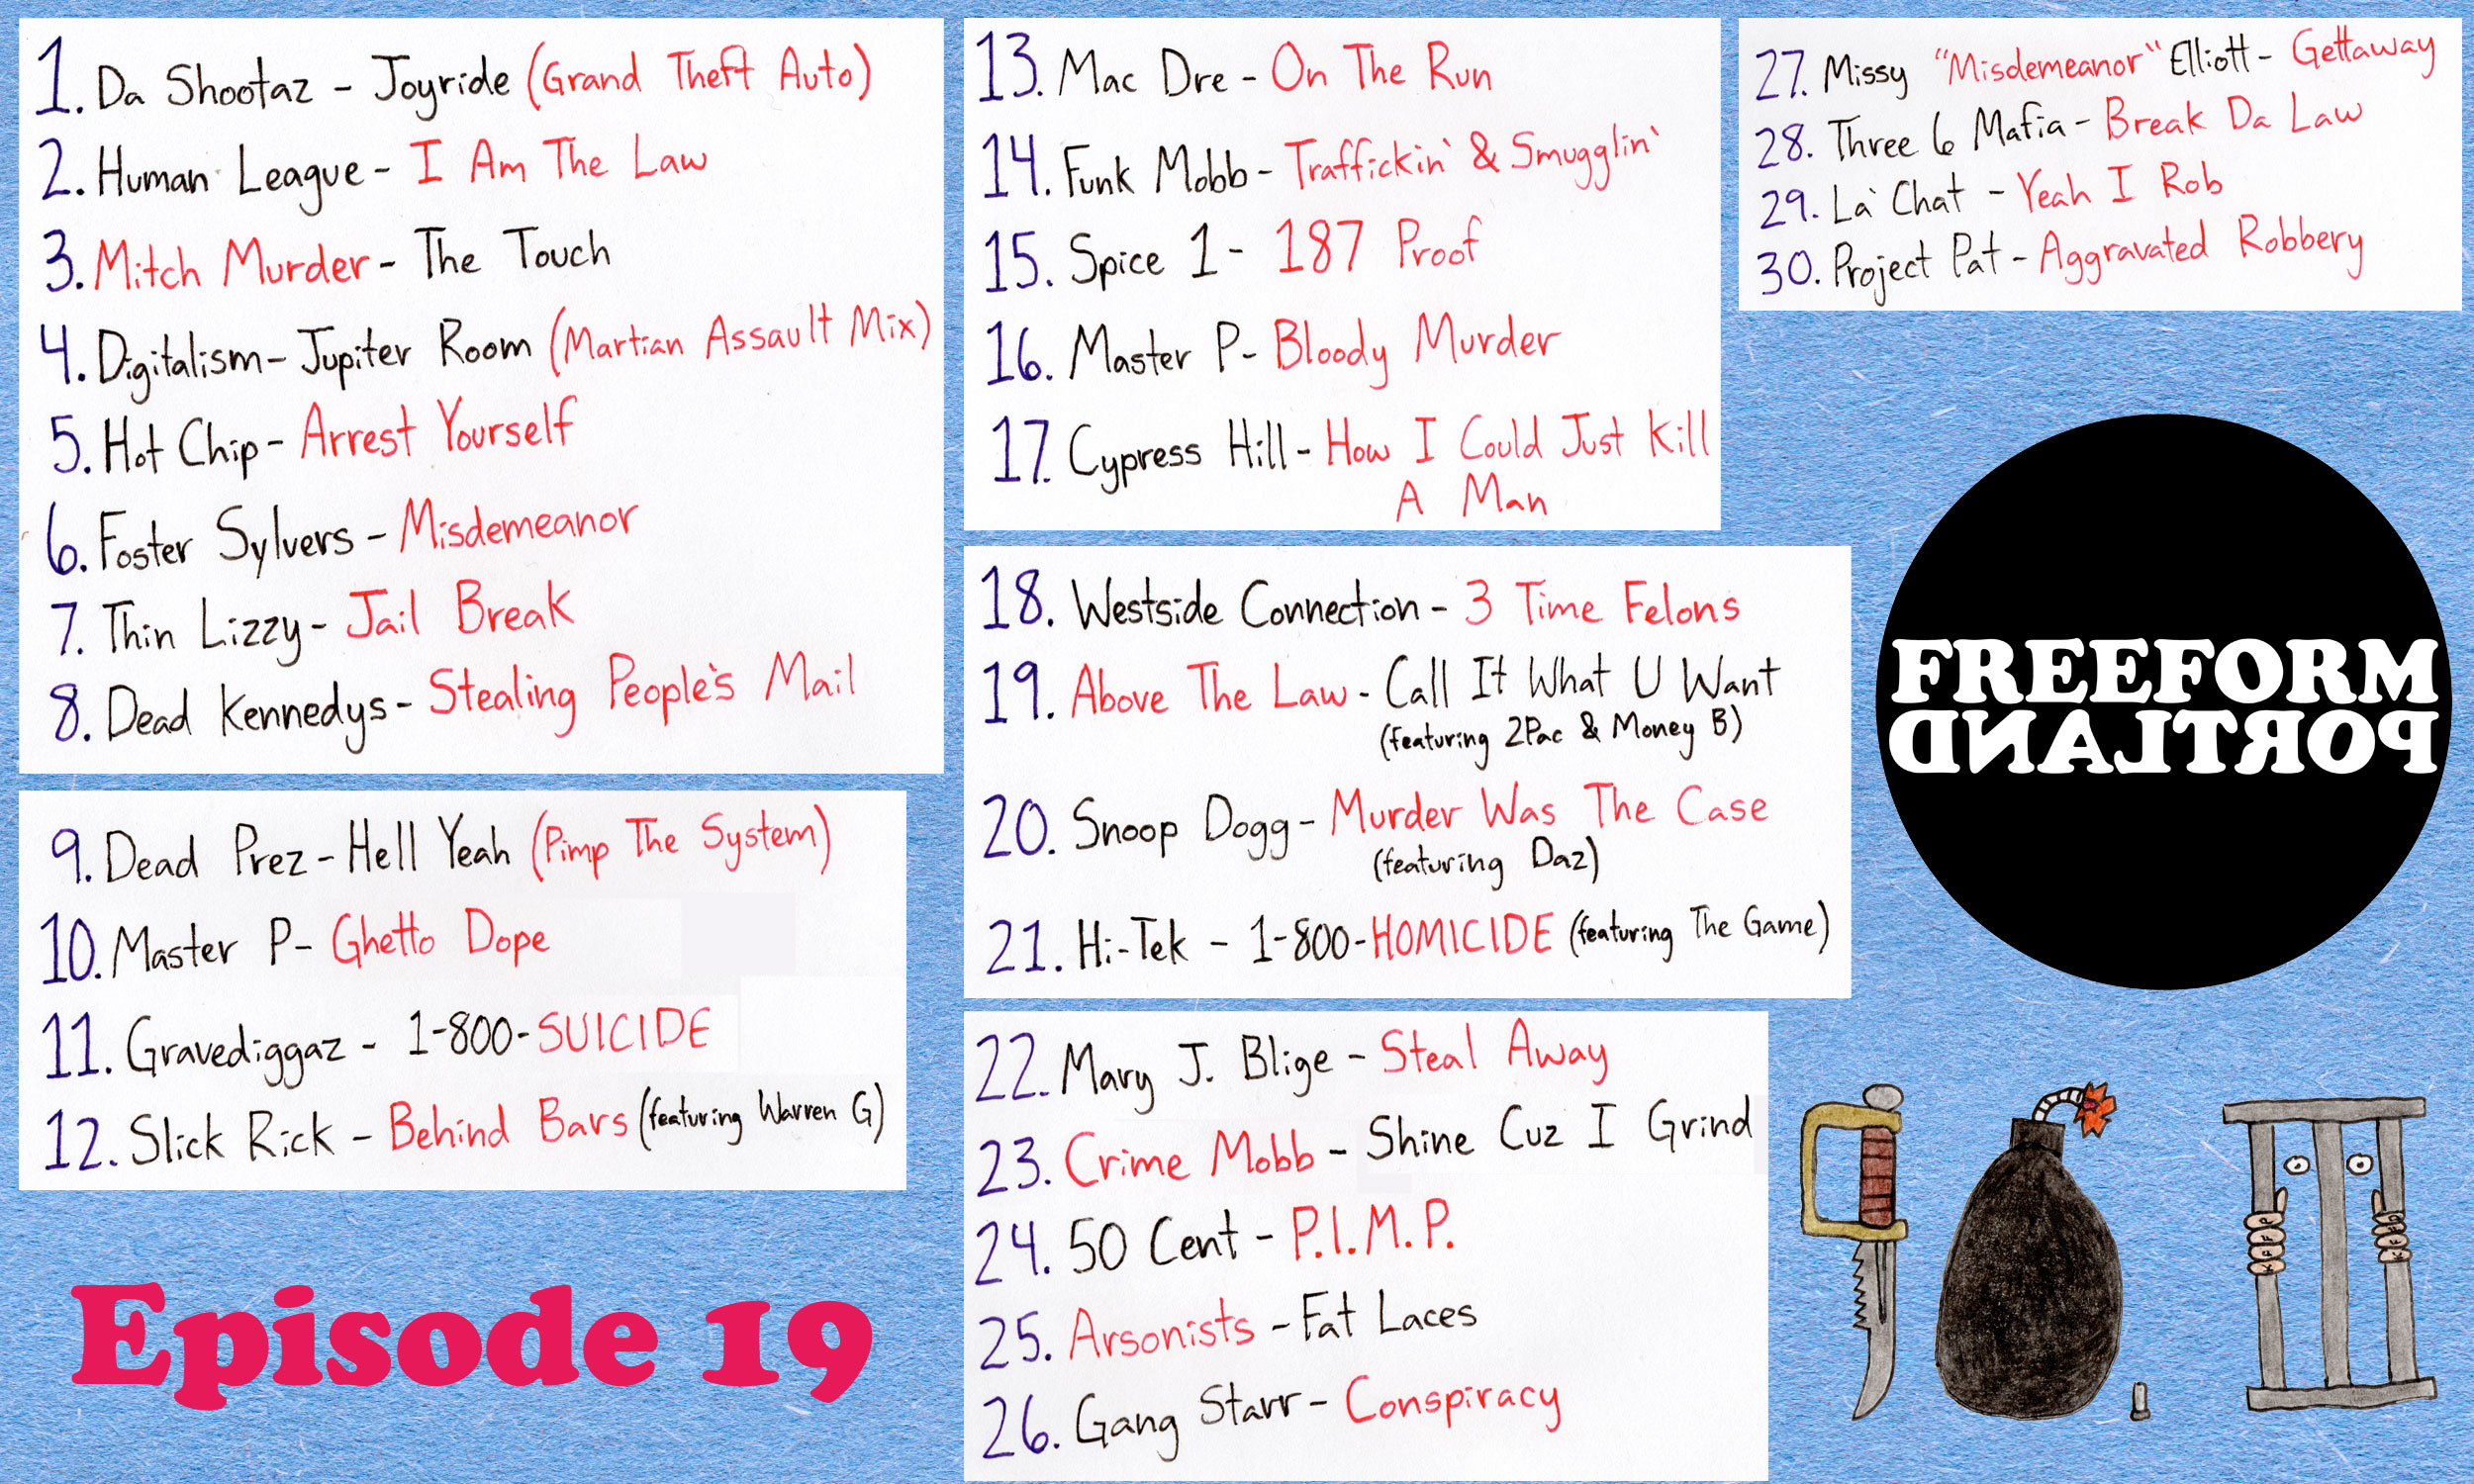 1. Da Shootaz - Joyride (Grand Theft Auto)
2. Human League - I Am The Law
3. Mitch Murder - The Touch
4. Digitalism - Jupiter Room (Martian Assault Mix)
5. Hot Chip - Arrest Yourself
6. Foster Sylvers - Misdemeanor
7. Thin Lizzy - Jail Break
8. Dead Kennedys - Stealing People's Mail
9. Dead Prez - Hell Yeah (Pimp The System)
10. Master P - Ghetto Dope
11. Gravediggaz - 1-800-SUICIDE
12. Slick Rick - Behind Bars (featuring Warren G)
Episode 19
13. Mac Dre - On The Run
14. Funk Mobb - Traffickin' & Smugglin'
15. Spice 1 - 187 Proof
16. Master P - Bloody Murder
17. Cypress Hill - How I Could Just Kill
A Man
18. Westside Connection - 3 Time Felons
19. Above The Law - Call It What U Want
(featuring 2Pac & Money B)
20. Snoop Dogg - Murder Was The Case
(featuring Daz)
21. Hi-Tek - 1-800-HOMICIDE (featuring The Game)
22. Mary J. Blige - Steal Away
23. Crime Mobb - Shine Cuz I Grind
24. 50 Cent - P.I.M.P.
25. Arsonists - Fat Laces
26. Gang Starr - Conspiracy
27. Missy "Misdemeanor" Elliott - Gettaway
28. Three 6 Mafia - Break Da Law
29. La' Chat - Yeah I Rob
30. Project Pat - Aggravated Robbery
FREEFORM
PORTLAND